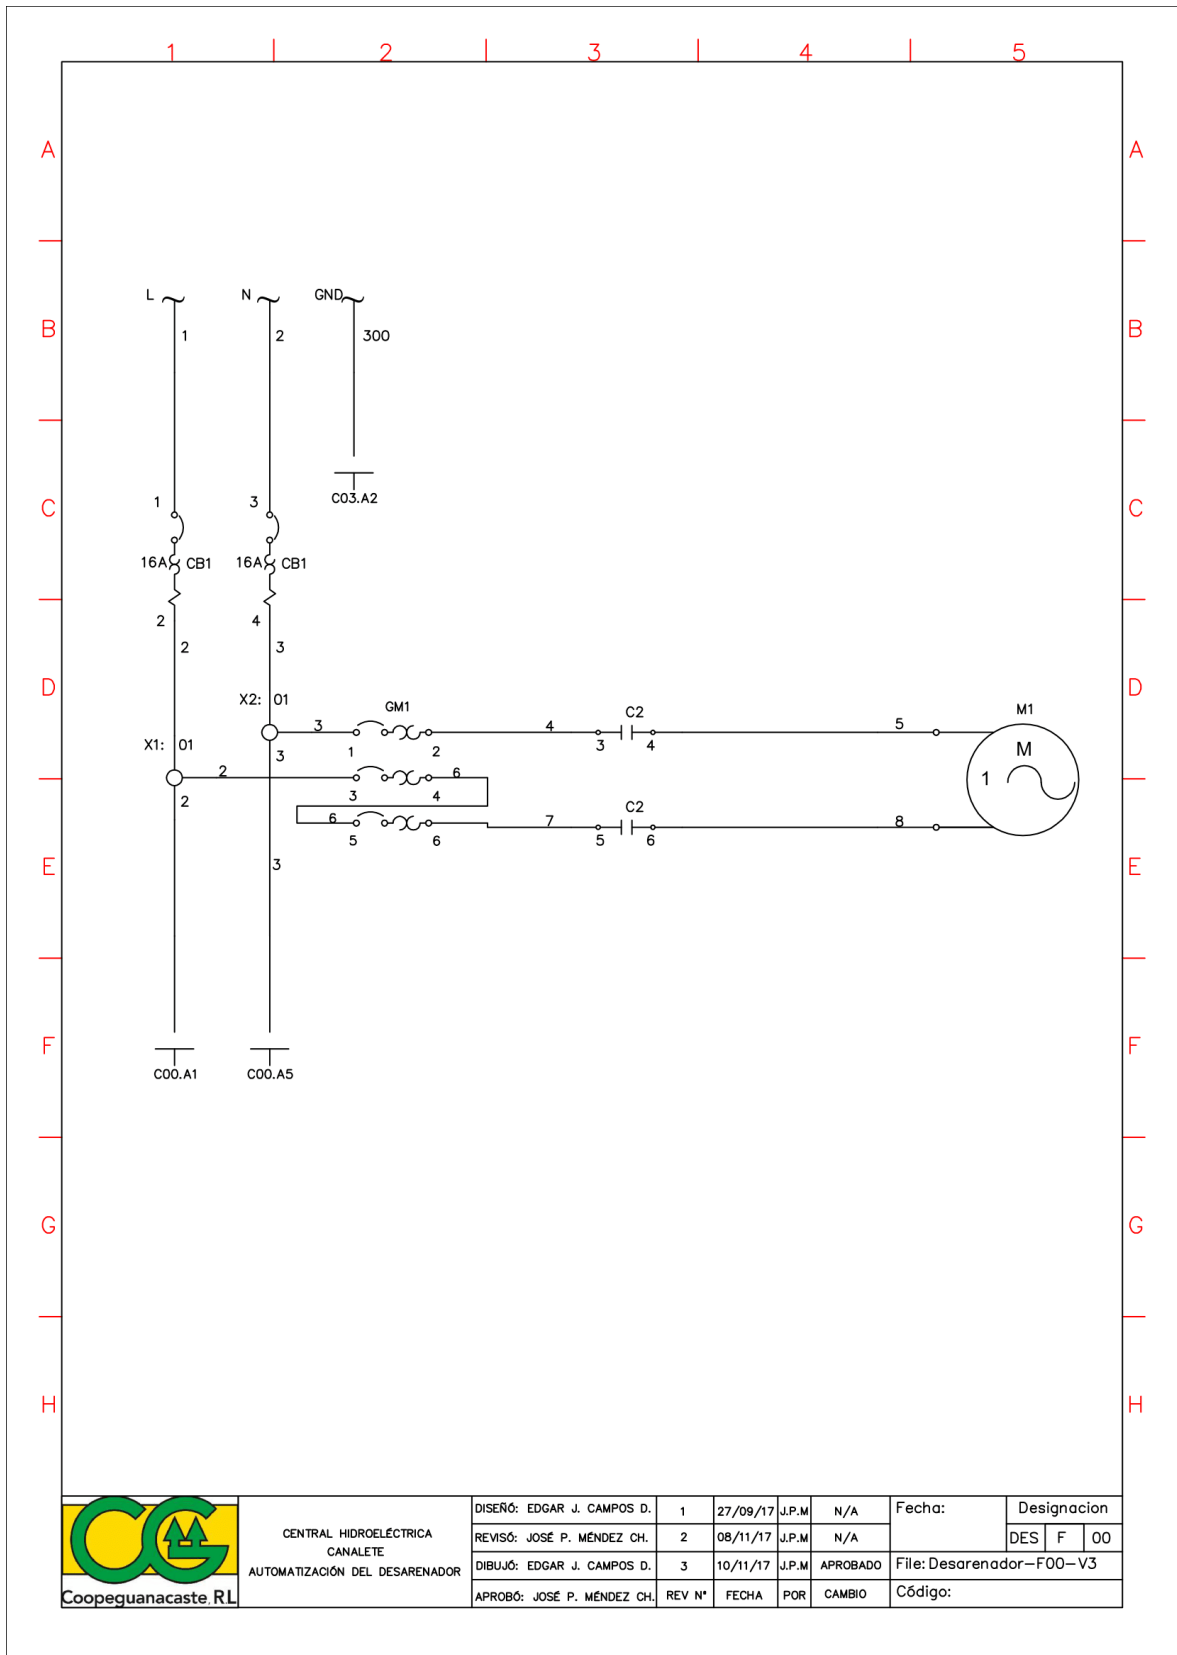 1 2 3 4 5
A A
L N GND
B 1 2 300 B
C03.A2
C 1 3 C
16A CB1 16A CB1
2 4
2 3
D X2: 01 GM1 C2 M1 D
3 4 5
X1: 01 3 1 2 3 4 M
2 6 1
2 3 4 C2
6 7 8
5 6 5 6
E 3 E
F F
C00.A1 C00.A5
G G
H H
CG
Coopeguanacaste. R.L
CENTRAL HIDROELÉCTRICA
CANALETE
AUTOMATIZACIÓN DEL DESARENADOR
DISEÑÓ: EDGAR J. CAMPOS D. 1 27/09/17 J.P.M N/A
REVISÓ: JOSÉ P. MÉNDEZ CH. 2 08/11/17 J.P.M N/A
DIBUJÓ: EDGAR J. CAMPOS D. 3 10/11/17 J.P.M APROBADO
APROBÓ: JOSÉ P. MÉNDEZ CH. REV N° FECHA POR CAMBIO
Fecha: Designacion
DES F 00
File: Desarenador-F00-V3
Código: